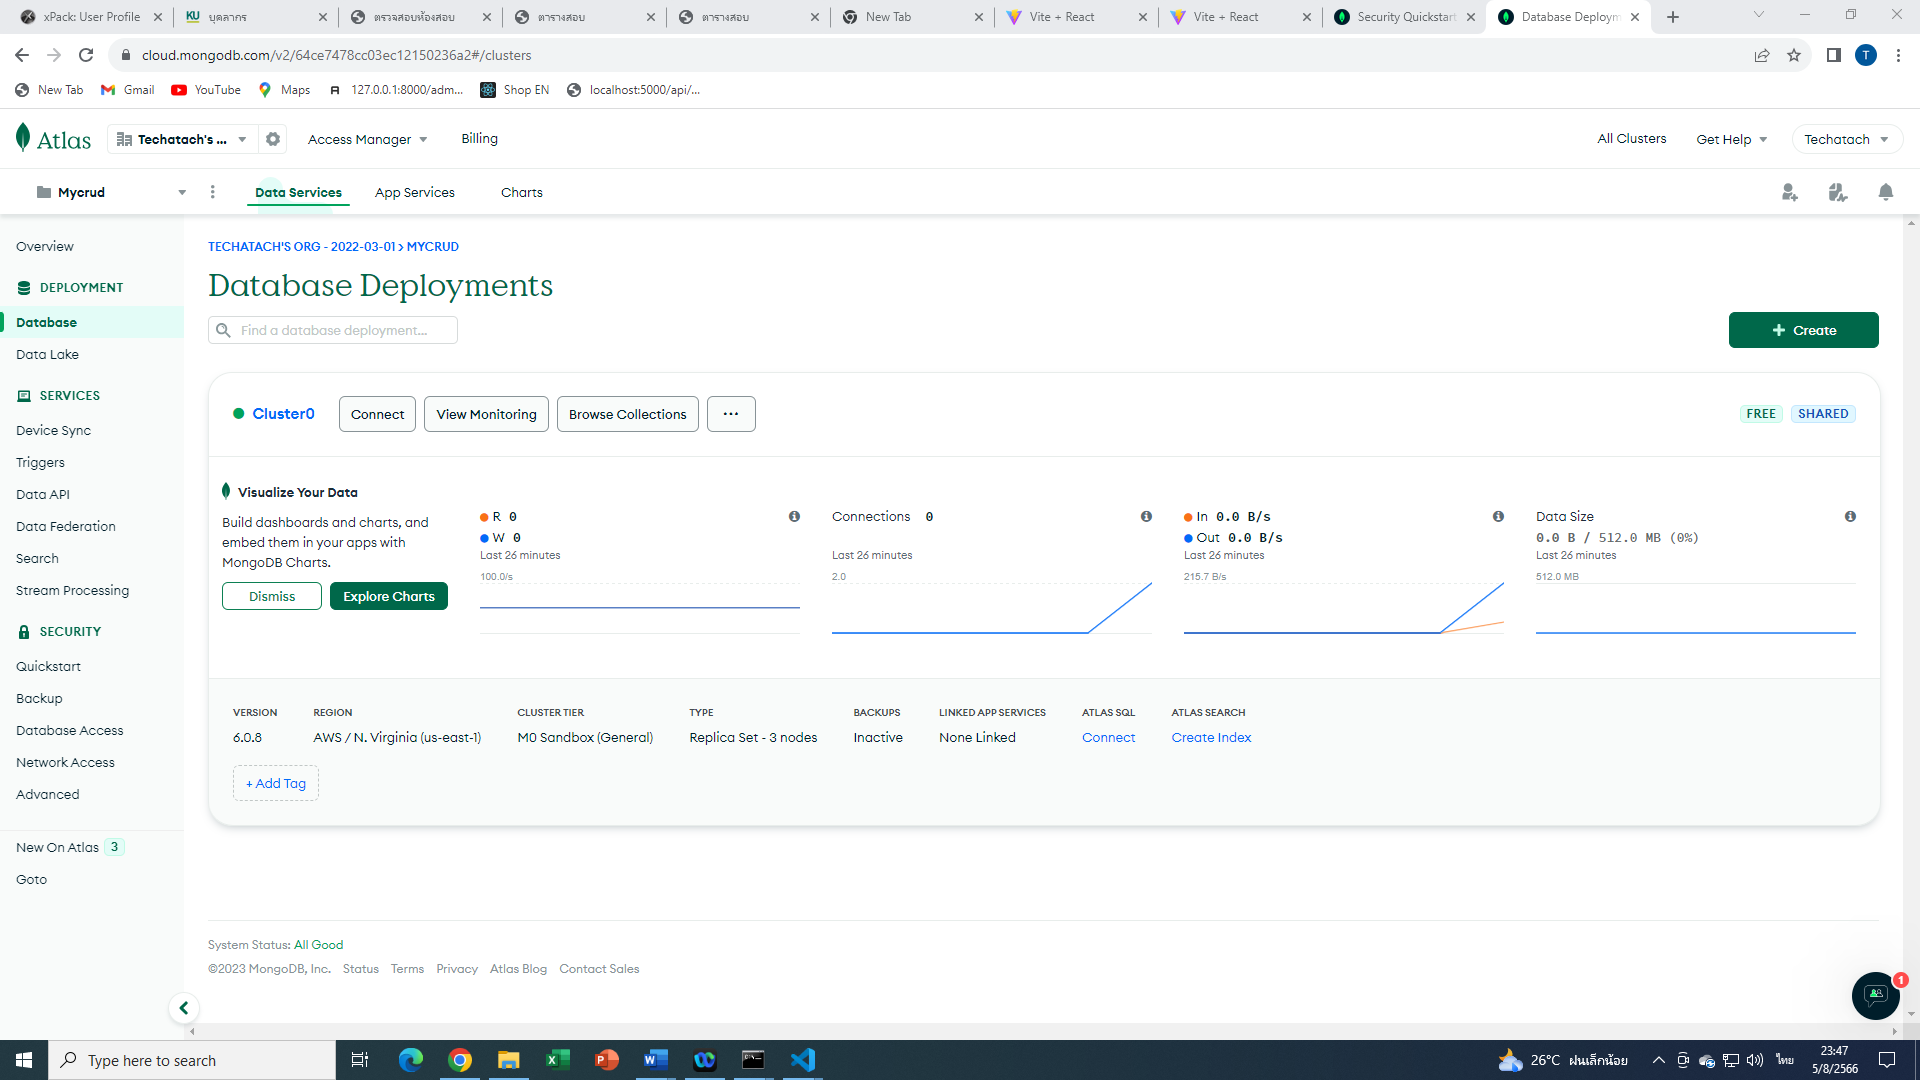 xPack: User Profile
บุคลากร
ตรวจสอบห้องสอบ
ตารางสอบ
ตารางสอบ
New Tab
Vite + React
Vite + React
Security Quickstart
Database Deploym
cloud.mongodb.com/v2/64ce7478cc03ec12150236a2#/clusters
T
New Tab
Gmail
YouTube
Maps
127.0.0.1:8000/adm...
Shop EN
localhost:5000/api/...
Atlas
Techatach's ...
Access Manager
Billing
All Clusters
Get Help
Techatach
Mycrud
Data Services
App Services
Charts
Overview
DEPLOYMENT
Database
Data Lake
SERVICES
Device Sync
Triggers
Data API
Data Federation
Search
Stream Processing
SECURITY
Quickstart
Backup
Database Access
Network Access
Advanced
New On Atlas 3
Goto
TECHATACH'S ORG - 2022-03-01 > MYCRUD
Database Deployments
Find a database deployment...
+ Create
Cluster0
Connect
View Monitoring
Browse Collections
...
FREE
SHARED
Visualize Your Data
Build dashboards and charts, and
embed them in your apps with
MongoDB Charts.
Dismiss
Explore Charts
R 0
W 0
Last 26 minutes
100.0/s
Connections 0
Last 26 minutes
2.0
In 0.0 B/s
Out 0.0 B/s
Last 26 minutes
215.7 B/s
Data Size
0.0 B / 512.0 MB (0%)
Last 26 minutes
512.0 MB
VERSION
6.0.8
REGION
AWS / N. Virginia (us-east-1)
CLUSTER TIER
M0 Sandbox (General)
TYPE
Replica Set - 3 nodes
BACKUPS
Inactive
LINKED APP SERVICES
None Linked
ATLAS SQL
Connect
ATLAS SEARCH
Create Index
+ Add Tag
System Status: All Good
©2023 MongoDB, Inc. Status Terms Privacy Atlas Blog Contact Sales
1
Type here to search
26°C ฝนเล็กน้อย
ไทย
23:47
5/8/2566